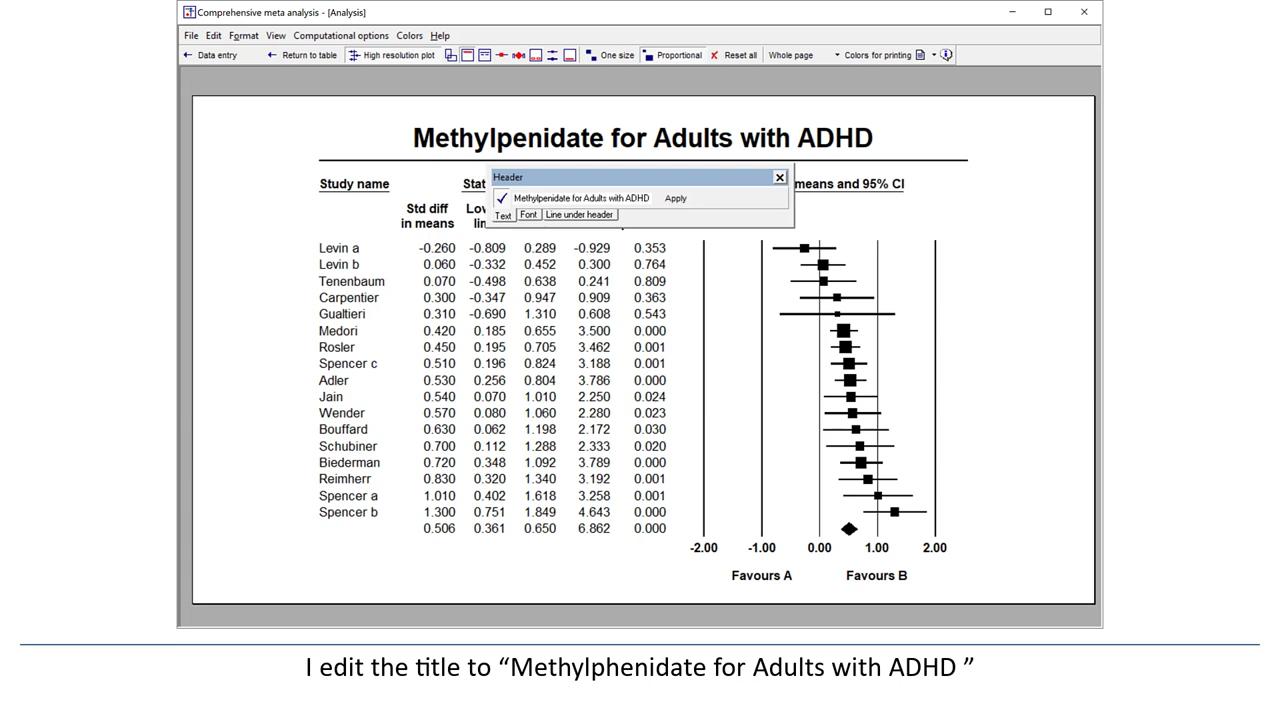 Comprehensive meta analysis - [Analysis]
File Edit Format View Computational options Colors Help
Data entry Return to table High resolution plot One size Proportional Reset all Whole page Colors for printing
Methylpenidate for Adults with ADHD
Study name Stat means and 95% CI
Header
Methylpenidate for Adults with ADHD Apply
Text Font Line under header
Std diff
in means
Levin a -0.260 -0.809 0.289 -0.929 0.353
Levin b 0.060 -0.332 0.452 0.300 0.764
Tenenbaum 0.070 -0.498 0.638 0.241 0.809
Carpentier 0.300 -0.347 0.947 0.909 0.363
Gualtieri 0.310 -0.690 1.310 0.608 0.543
Medori 0.420 0.185 0.655 3.500 0.000
Rosler 0.450 0.195 0.705 3.462 0.001
Spencer c 0.510 0.196 0.824 3.188 0.001
Adler 0.530 0.256 0.804 3.786 0.000
Jain 0.540 0.070 1.010 2.250 0.024
Wender 0.570 0.080 1.060 2.280 0.023
Bouffard 0.630 0.062 1.198 2.172 0.030
Schubiner 0.700 0.112 1.288 2.333 0.020
Biederman 0.720 0.348 1.092 3.789 0.000
Reimherr 0.830 0.320 1.340 3.192 0.001
Spencer a 1.010 0.402 1.618 3.258 0.001
Spencer b 1.300 0.751 1.849 4.643 0.000
0.506 0.361 0.650 6.862 0.000
-2.00 -1.00 0.00 1.00 2.00
Favours A Favours B
I edit the title to “Methylphenidate for Adults with ADHD ”